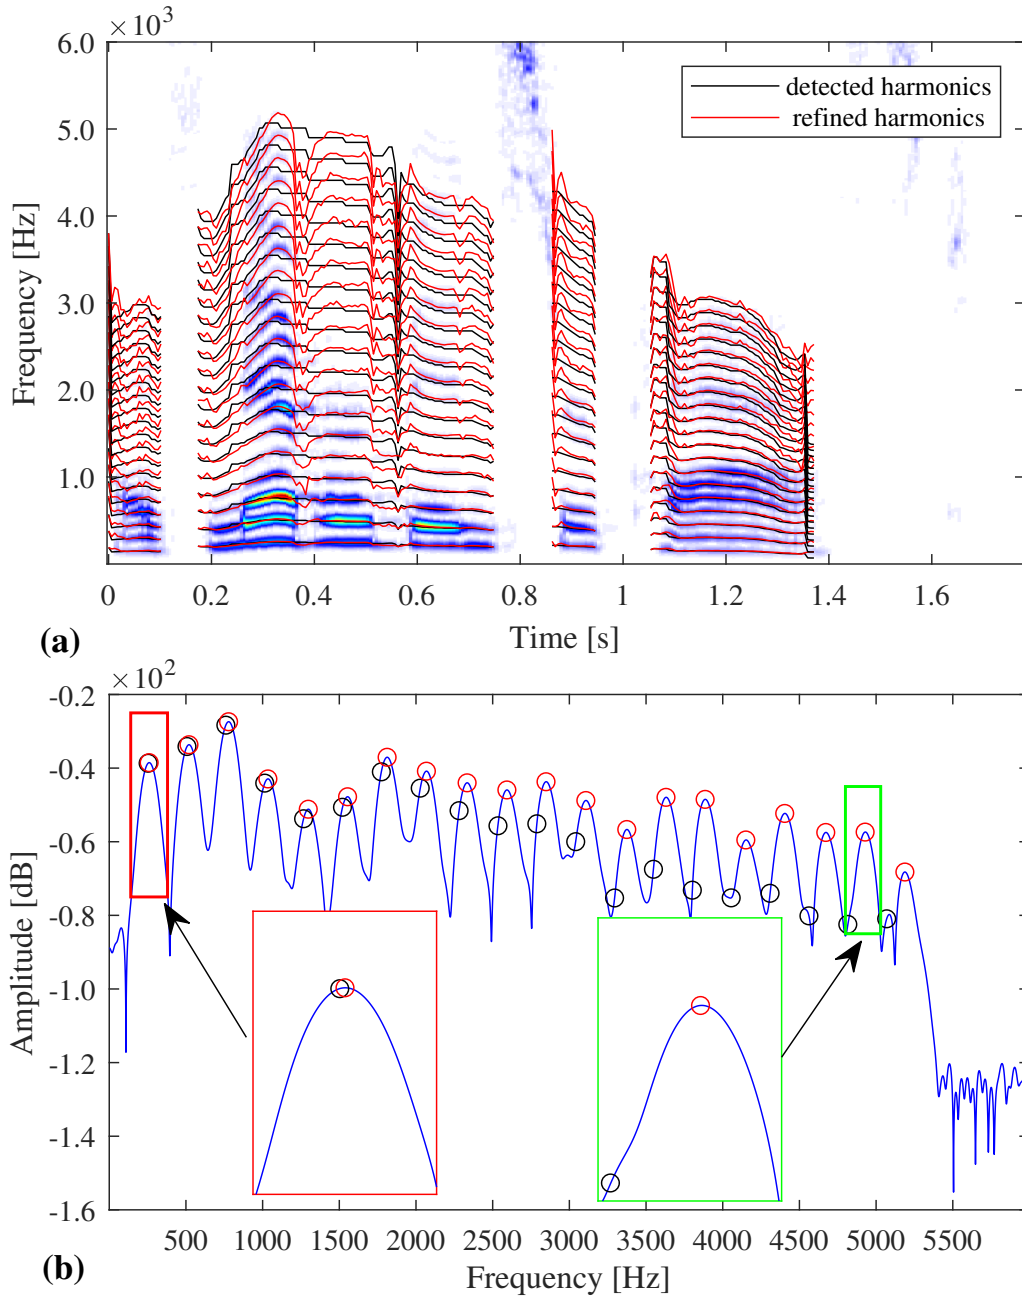 ×10³
6.0
5.0
4.0
3.0
2.0
1.0
Frequency [Hz]
detected harmonics
refined harmonics
0 0.2 0.4 0.6 0.8 1 1.2 1.4 1.6
Time [s]
(a)
×10²
-0.2
-0.4
-0.6
-0.8
-1.0
-1.2
-1.4
-1.6
Amplitude [dB]
500 1000 1500 2000 2500 3000 3500 4000 4500 5000 5500
Frequency [Hz]
(b)